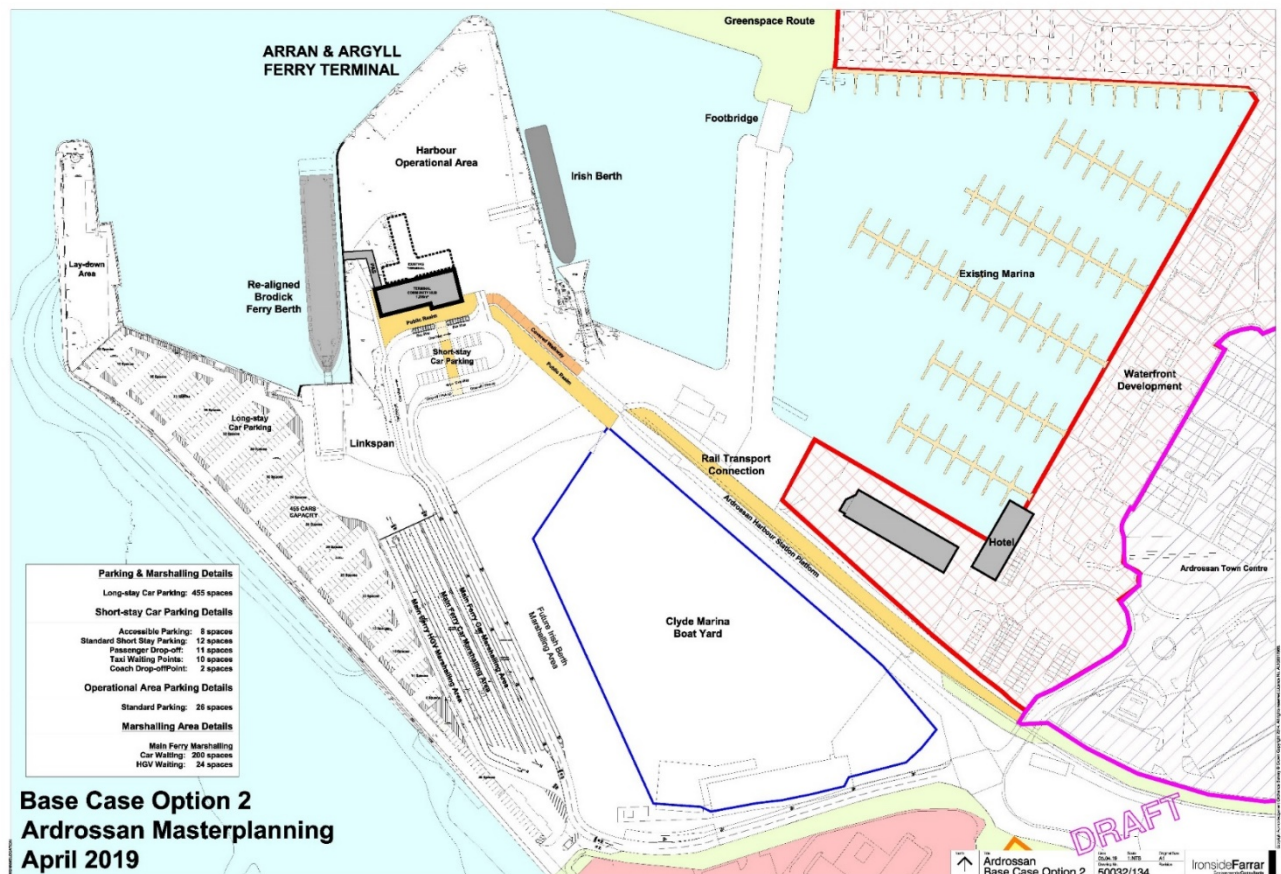 Greenspace Route
ARRAN & ARGYLL
FERRY TERMINAL
Footbridge
Harbour
Operational Area
Irish Berth
Lay-down
Area
Existing Marina
Re-aligned
Brodick
Ferry Berth
EXISTING
TERMINAL
Public Realm
Covered Walkway
Short-stay
Car Parking
Public Realm
Waterfront
Development
Long-stay
Car Parking
Linkspan
Rail Transport
Connection
Ardrossan Harbour Station Platform
455 CARS
CAPACITY
Hotel
Ardrossan Town Centre
Main Ferry HGV Marshalling Area
Main Ferry Car Marshalling Area
Main Ferry Car Marshalling Area
Future Irish Berth
Marshalling Area
Clyde Marina
Boat Yard
Parking & Marshalling Details
Long-stay Car Parking: 455 spaces
Short-stay Car Parking Details
Accessible Parking: 8 spaces
Standard Short Stay Parking: 12 spaces
Passenger Drop-off: 11 spaces
Taxi Waiting Points: 10 spaces
Coach Drop-offPoint: 2 spaces
Operational Area Parking Details
Standard Parking: 26 spaces
Marshalling Area Details
Main Ferry Marshalling
Car Waiting: 200 spaces
HGV Waiting: 24 spaces
Base Case Option 2
Ardrossan Masterplanning
April 2019
DRAFT
Ardrossan
Base Case Option 2
50032/134
IronsideFarrar